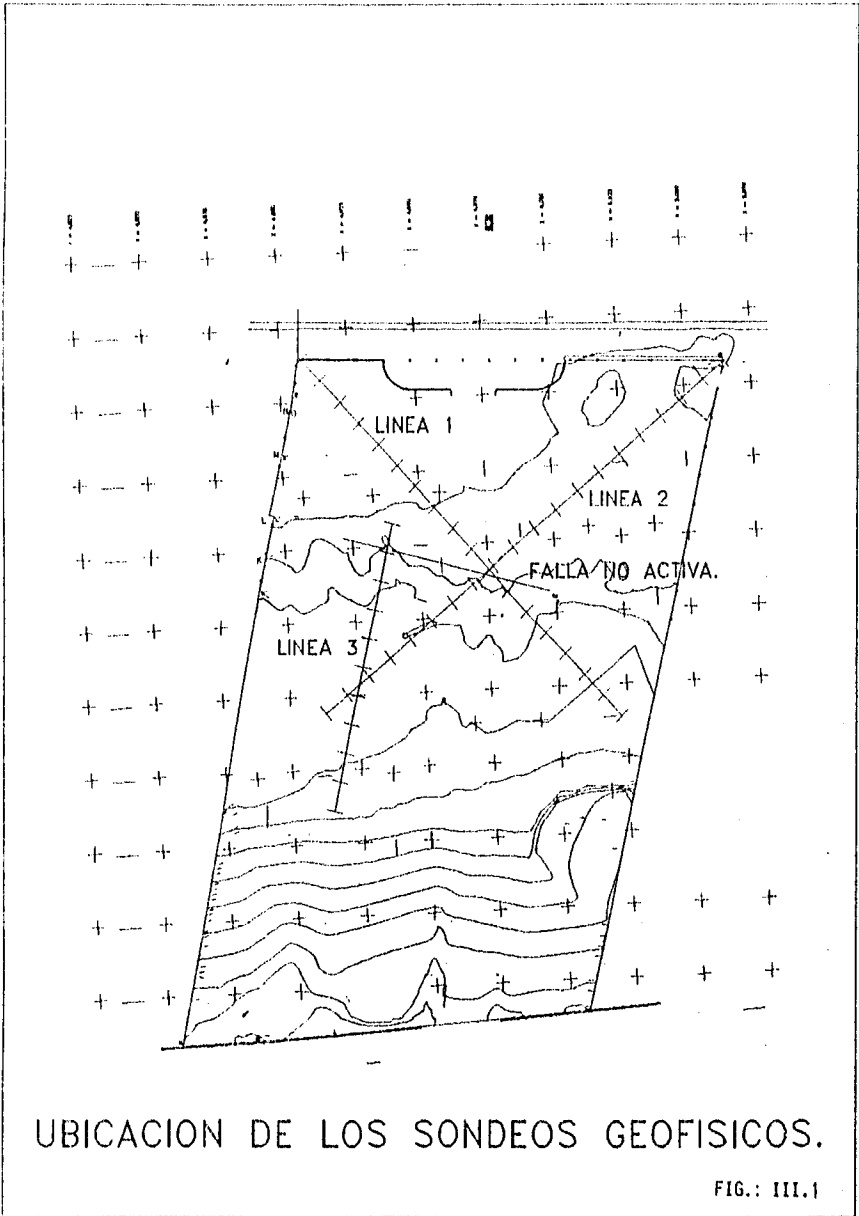 LINEA 1
LINEA 2
FALLA NO ACTIVA.
LINEA 3
UBICACION DE LOS SONDEOS GEOFISICOS.
FIG.: III.1